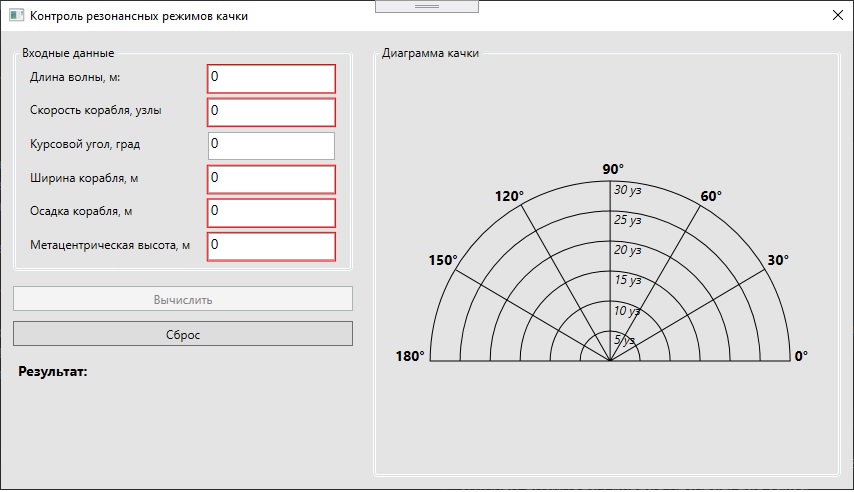 Контроль резонансных режимов качки
Входные данные
Длина волны, м:
0
Скорость корабля, узлы
0
Курсовой угол, град
0
Ширина корабля, м
0
Осадка корабля, м
0
Метацентрическая высота, м
0
Вычислить
Сброс
Результат:
Диаграмма качки
90°
120°
60°
30 уз
25 уз
150°
30°
20 уз
15 уз
10 уз
5 уз
180°
0°